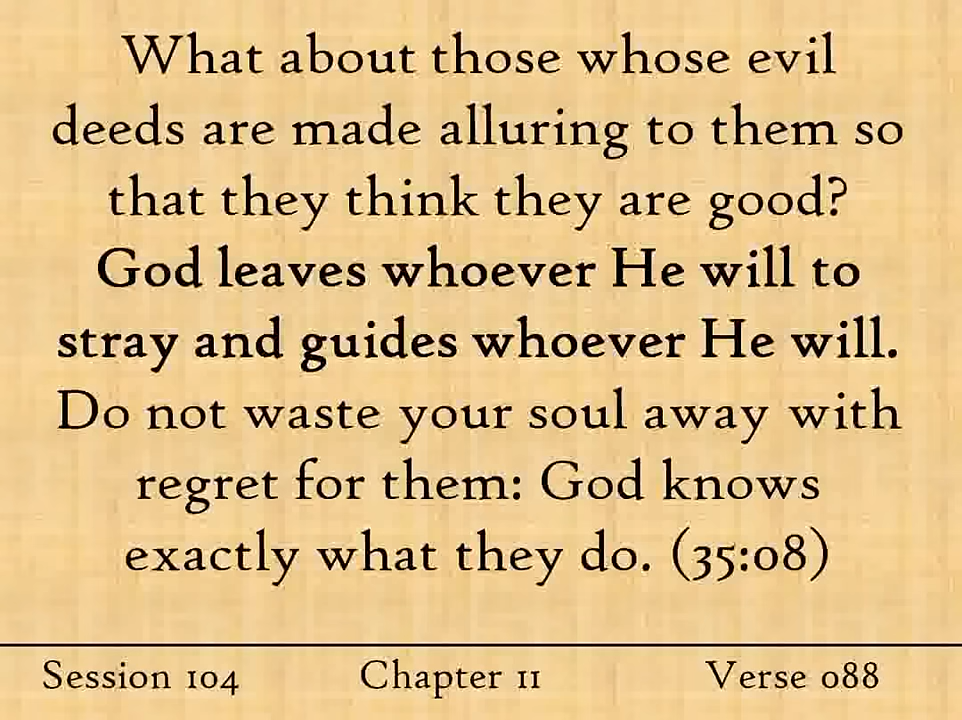 What about those whose evil
deeds are made alluring to them so
that they think they are good?
God leaves whoever He will to
stray and guides whoever He will.
Do not waste your soul away with
regret for them: God knows
exactly what they do. (35:08)
Session 104 Chapter 11 Verse 088